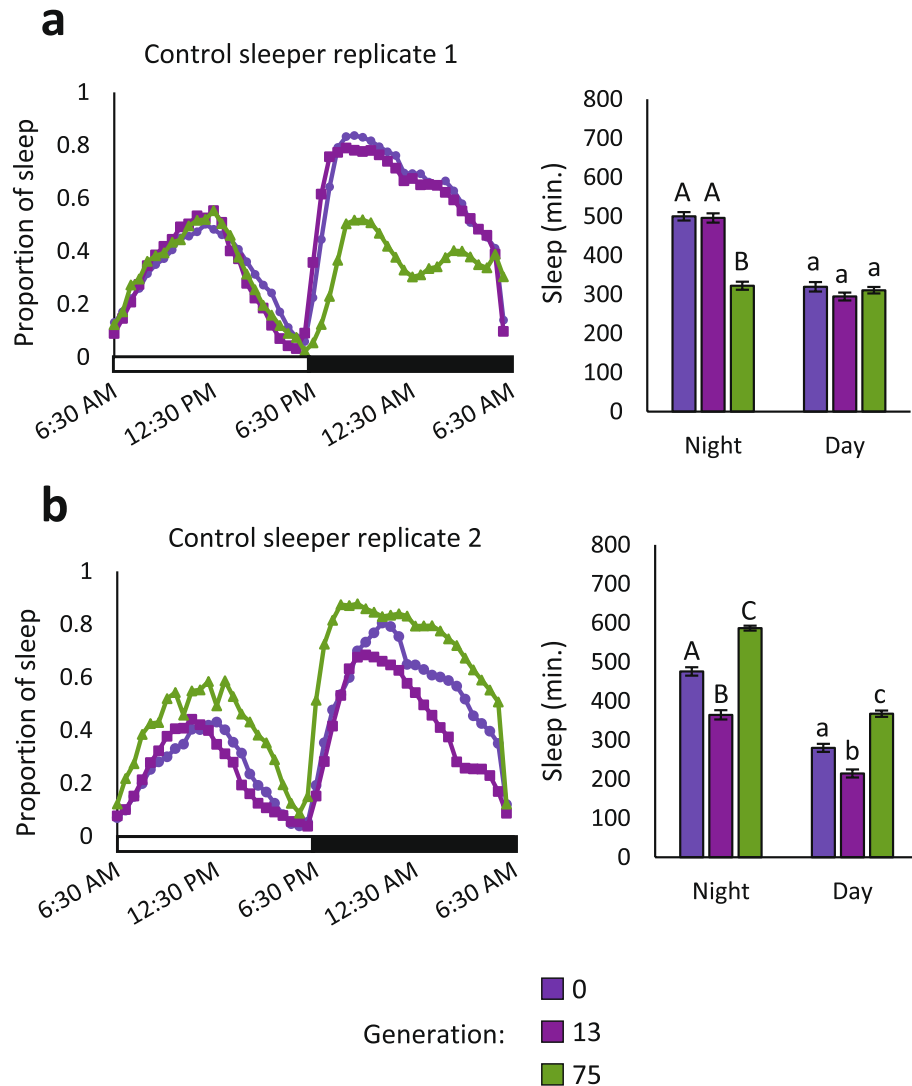 a
Control sleeper replicate 1
Proportion of sleep
1
0.8
0.6
0.4
0.2
0
6:30 AM
12:30 PM
6:30 PM
12:30 AM
6:30 AM
Sleep (min.)
800
700
600
500
400
300
200
100
0
A A B
a a a
Night Day
b
Control sleeper replicate 2
Proportion of sleep
1
0.8
0.6
0.4
0.2
0
6:30 AM
12:30 PM
6:30 PM
12:30 AM
6:30 AM
Sleep (min.)
800
700
600
500
400
300
200
100
0
A B C
a b c
Night Day
Generation:
0
13
75